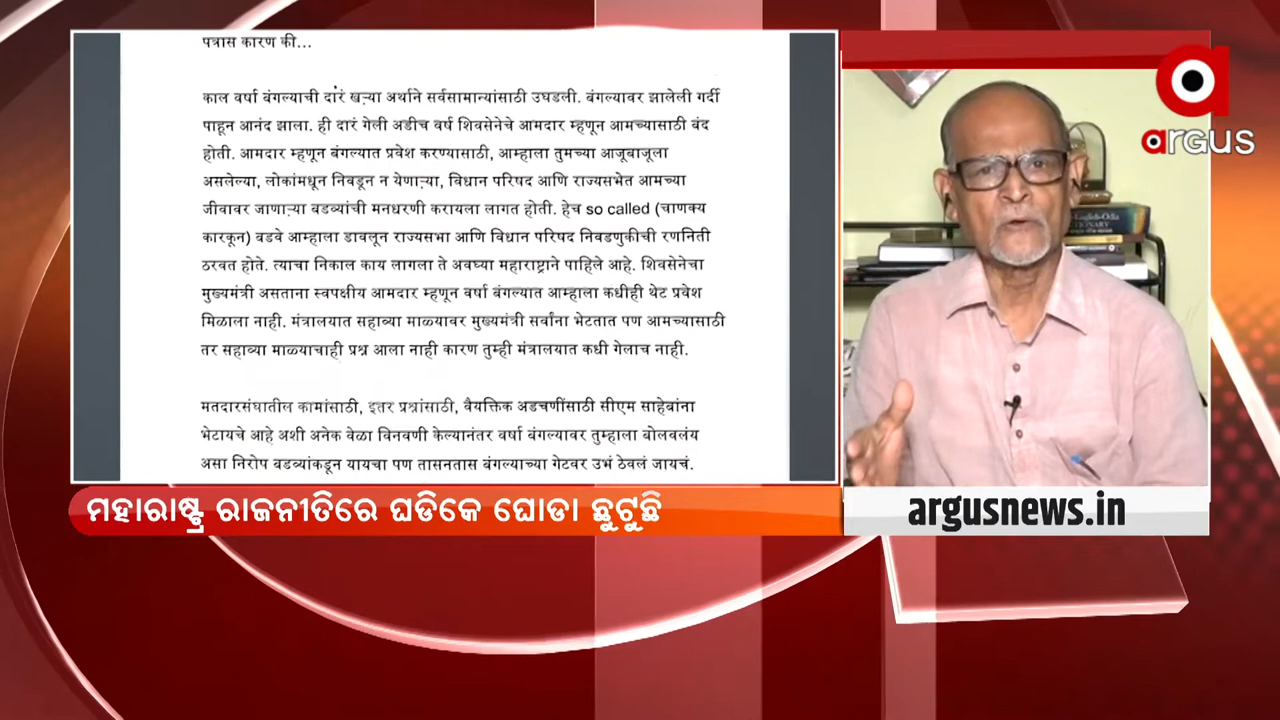 पत्रास कारण की...
काल वर्षा बंगल्याची दारं खऱ्या अर्थाने सर्वसामान्यांसाठी उघडली. बंगल्यावर झालेली गर्दी
पाहून आनंद झाला. ही दारं गेली अडीच वर्ष शिवसेनेचे आमदार म्हणून आमच्यासाठी बंद
होती. आमदार म्हणून बंगल्यात प्रवेश करण्यासाठी, आम्हाला तुमच्या आजूबाजूला
असलेल्या, लोकांमधून निवडून न येणाऱ्या, विधान परिषद आणि राज्यसभेत आमच्या
जीवावर जाणाऱ्या बडव्यांची मनधरणी करायला लागत होती. हेच so called (चाणक्य
कारकून) बडवे आम्हाला डावलून राज्यसभा आणि विधान परिषद निवडणुकीची रणनिती
ठरवत होते. त्याचा निकाल काय लागला ते अवघ्या महाराष्ट्राने पाहिले आहे. शिवसेनेचा
मुख्यमंत्री असताना स्वपक्षीय आमदार म्हणून वर्षा बंगल्यात आम्हाला कधीही थेट प्रवेश
मिळाला नाही. मंत्रालयात सहाव्या माळ्यावर मुख्यमंत्री सर्वांना भेटतात पण आमच्यासाठी
तर सहाव्या माळ्याचाही प्रश्न आला नाही कारण तुम्ही मंत्रालयात कधी गेलाच नाही.
मतदारसंघातील कामांसाठी, इतर प्रश्नांसाठी, वैयक्तिक अडचणींसाठी सीएम साहेवांना
भेटायचे आहे अशी अनेक वेळा विनवणी केल्यानंतर वर्षा बंगल्यावर तुम्हाला बोलवलंय
असा निरोप बडव्यांकडून यायचा पण तासनतास बंगल्याच्या गेटवर उभं ठेवलं जायचं.
ମହାରାଷ୍ଟ୍ର ରାଜନୀତିରେ ଘଡିକେ ଘୋଡା ଛୁଟୁଛି
argus
English-Odia
DICTIONARY
argusnews.in